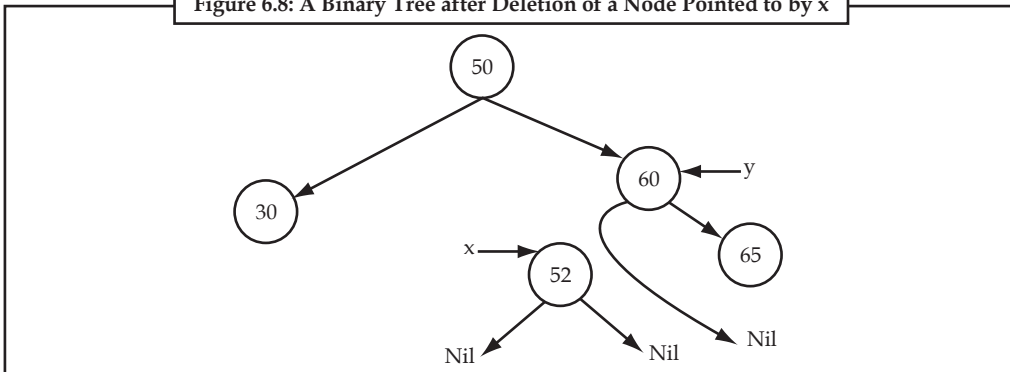 Figure 6.8: A Binary Tree after Deletion of a Node Pointed to by x
50
60
y
30
x
52
65
Nil
Nil
Nil